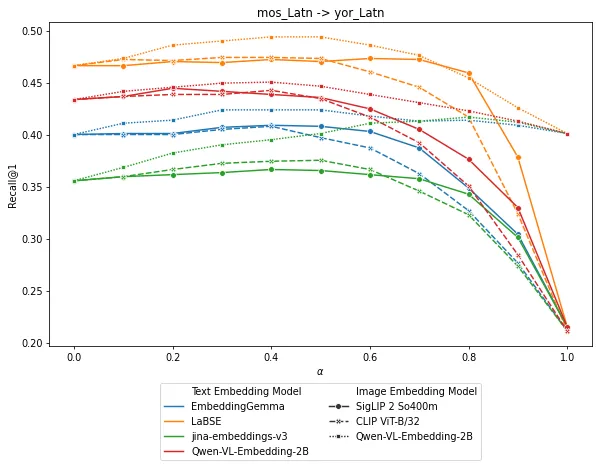 mos_Latn -> yor_Latn
Recall@1
0.50
0.45
0.40
0.35
0.30
0.25
0.20
0.0 0.2 0.4 0.6 0.8 1.0
α
Text Embedding Model Image Embedding Model
EmbeddingGemma SigLIP 2 So400m
LaBSE CLIP ViT-B/32
jina-embeddings-v3 Qwen-VL-Embedding-2B
Qwen-VL-Embedding-2B